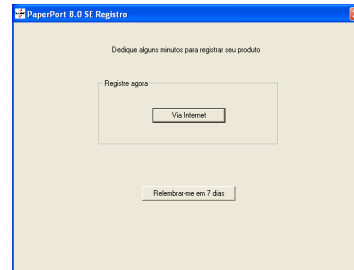 PaperPort 8.0 SE Registro
Dedique alguns minutos para registrar seu produto
Registre agora
Via Internet
Relembrar-me em 7 dias